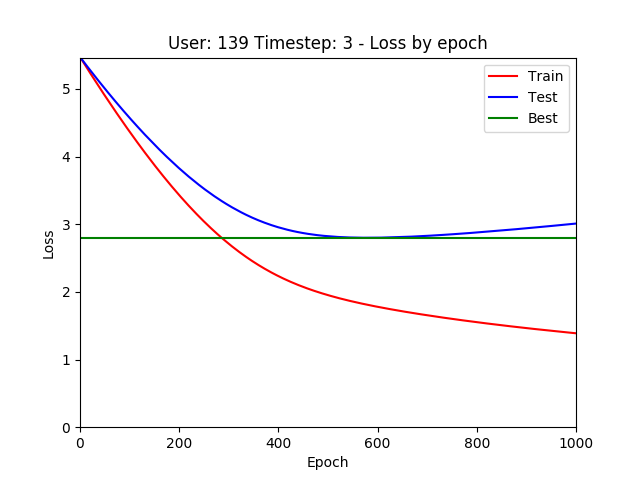 User: 139 Timestep: 3 - Loss by epoch
Train
Test
Best
5
4
3
2
1
0
Loss
0 200 400 600 800 1000
Epoch